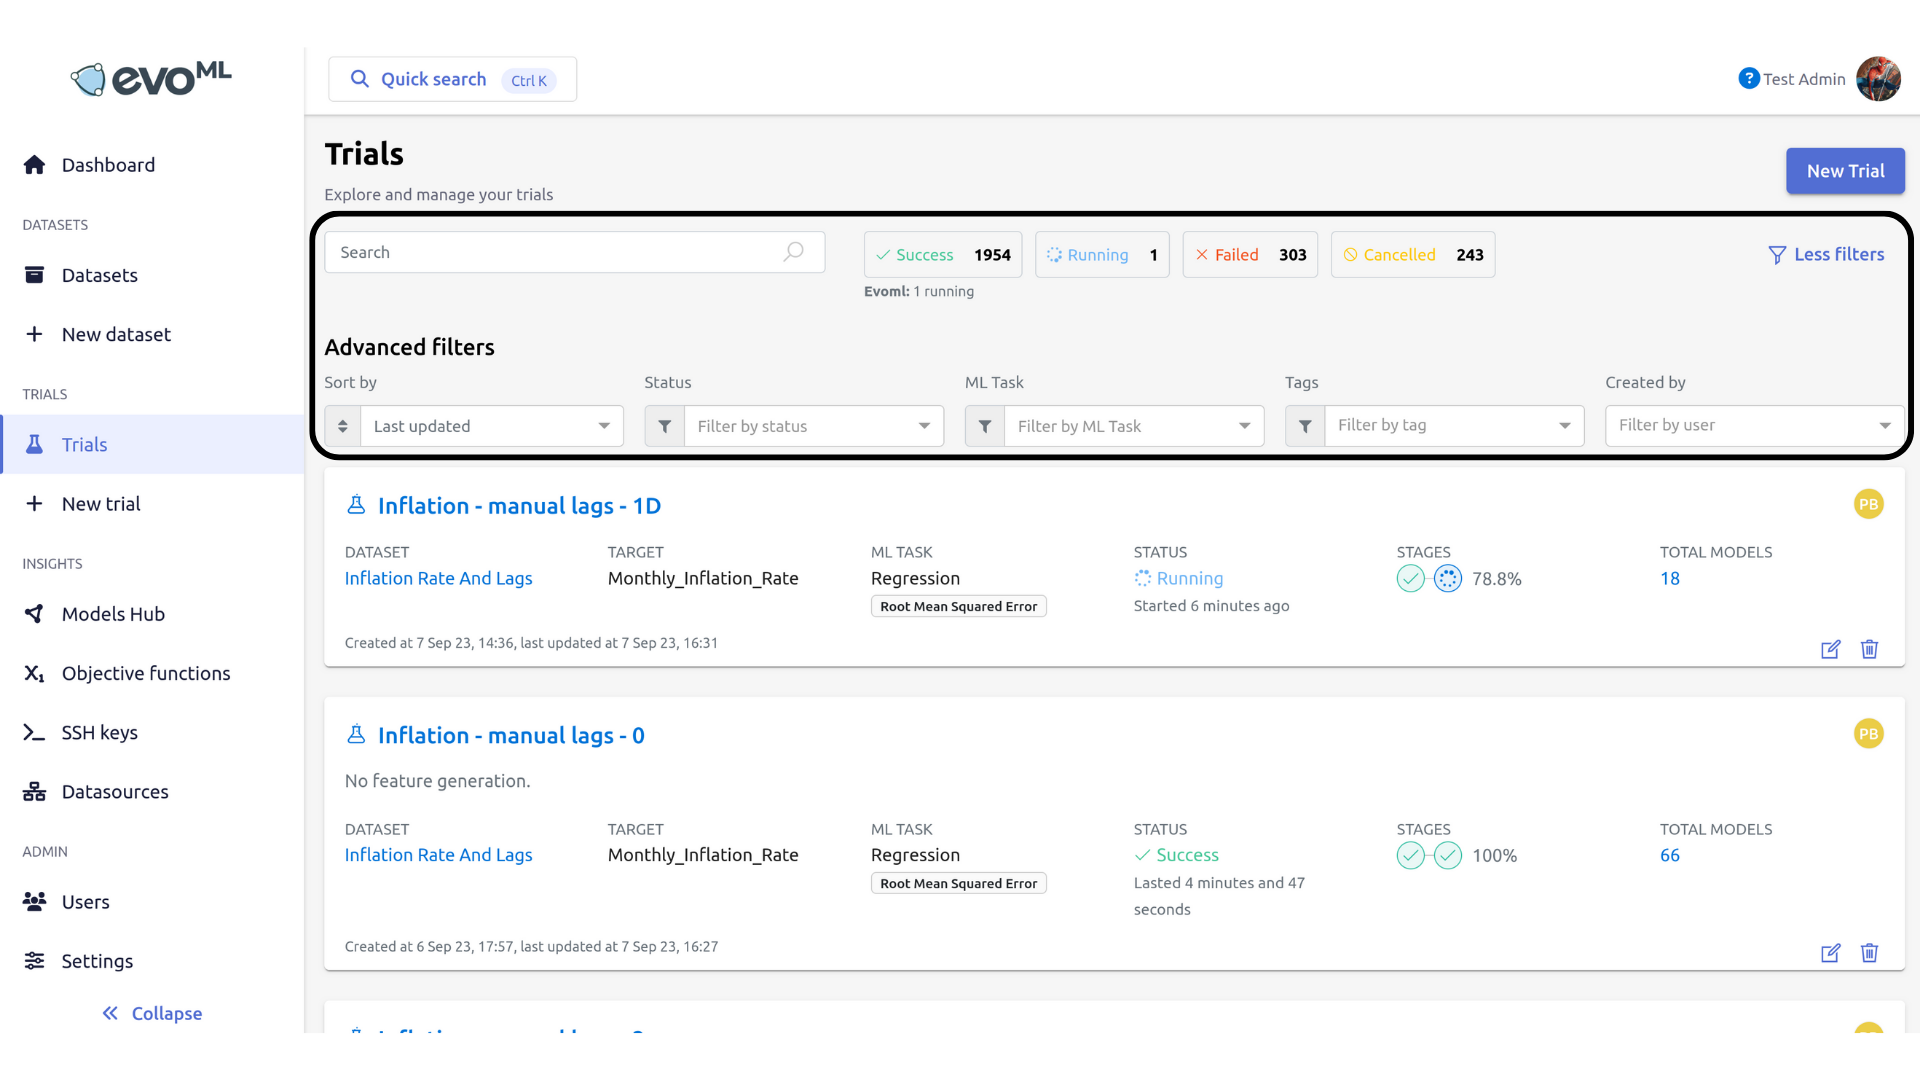 evoML
Quick search Ctrl K
? Test Admin
Dashboard
DATASETS
Datasets
New dataset
TRIALS
Trials
New trial
INSIGHTS
Models Hub
Objective functions
SSH keys
Datasources
ADMIN
Users
Settings
Collapse
Trials
New Trial
Explore and manage your trials
Search
Success 1954
Running 1
Failed 303
Cancelled 243
Less filters
Evoml: 1 running
Advanced filters
Sort by Status ML Task Tags Created by
Last updated Filter by status Filter by ML Task Filter by tag Filter by user
Inflation - manual lags - 1D
PB
DATASET TARGET ML TASK STATUS STAGES TOTAL MODELS
Inflation Rate And Lags Monthly_Inflation_Rate Regression Running 78.8% 18
Root Mean Squared Error Started 6 minutes ago
Created at 7 Sep 23, 14:36, last updated at 7 Sep 23, 16:31
Inflation - manual lags - 0
PB
No feature generation.
DATASET TARGET ML TASK STATUS STAGES TOTAL MODELS
Inflation Rate And Lags Monthly_Inflation_Rate Regression Success 100% 66
Root Mean Squared Error Lasted 4 minutes and 47
seconds
Created at 6 Sep 23, 17:57, last updated at 7 Sep 23, 16:27